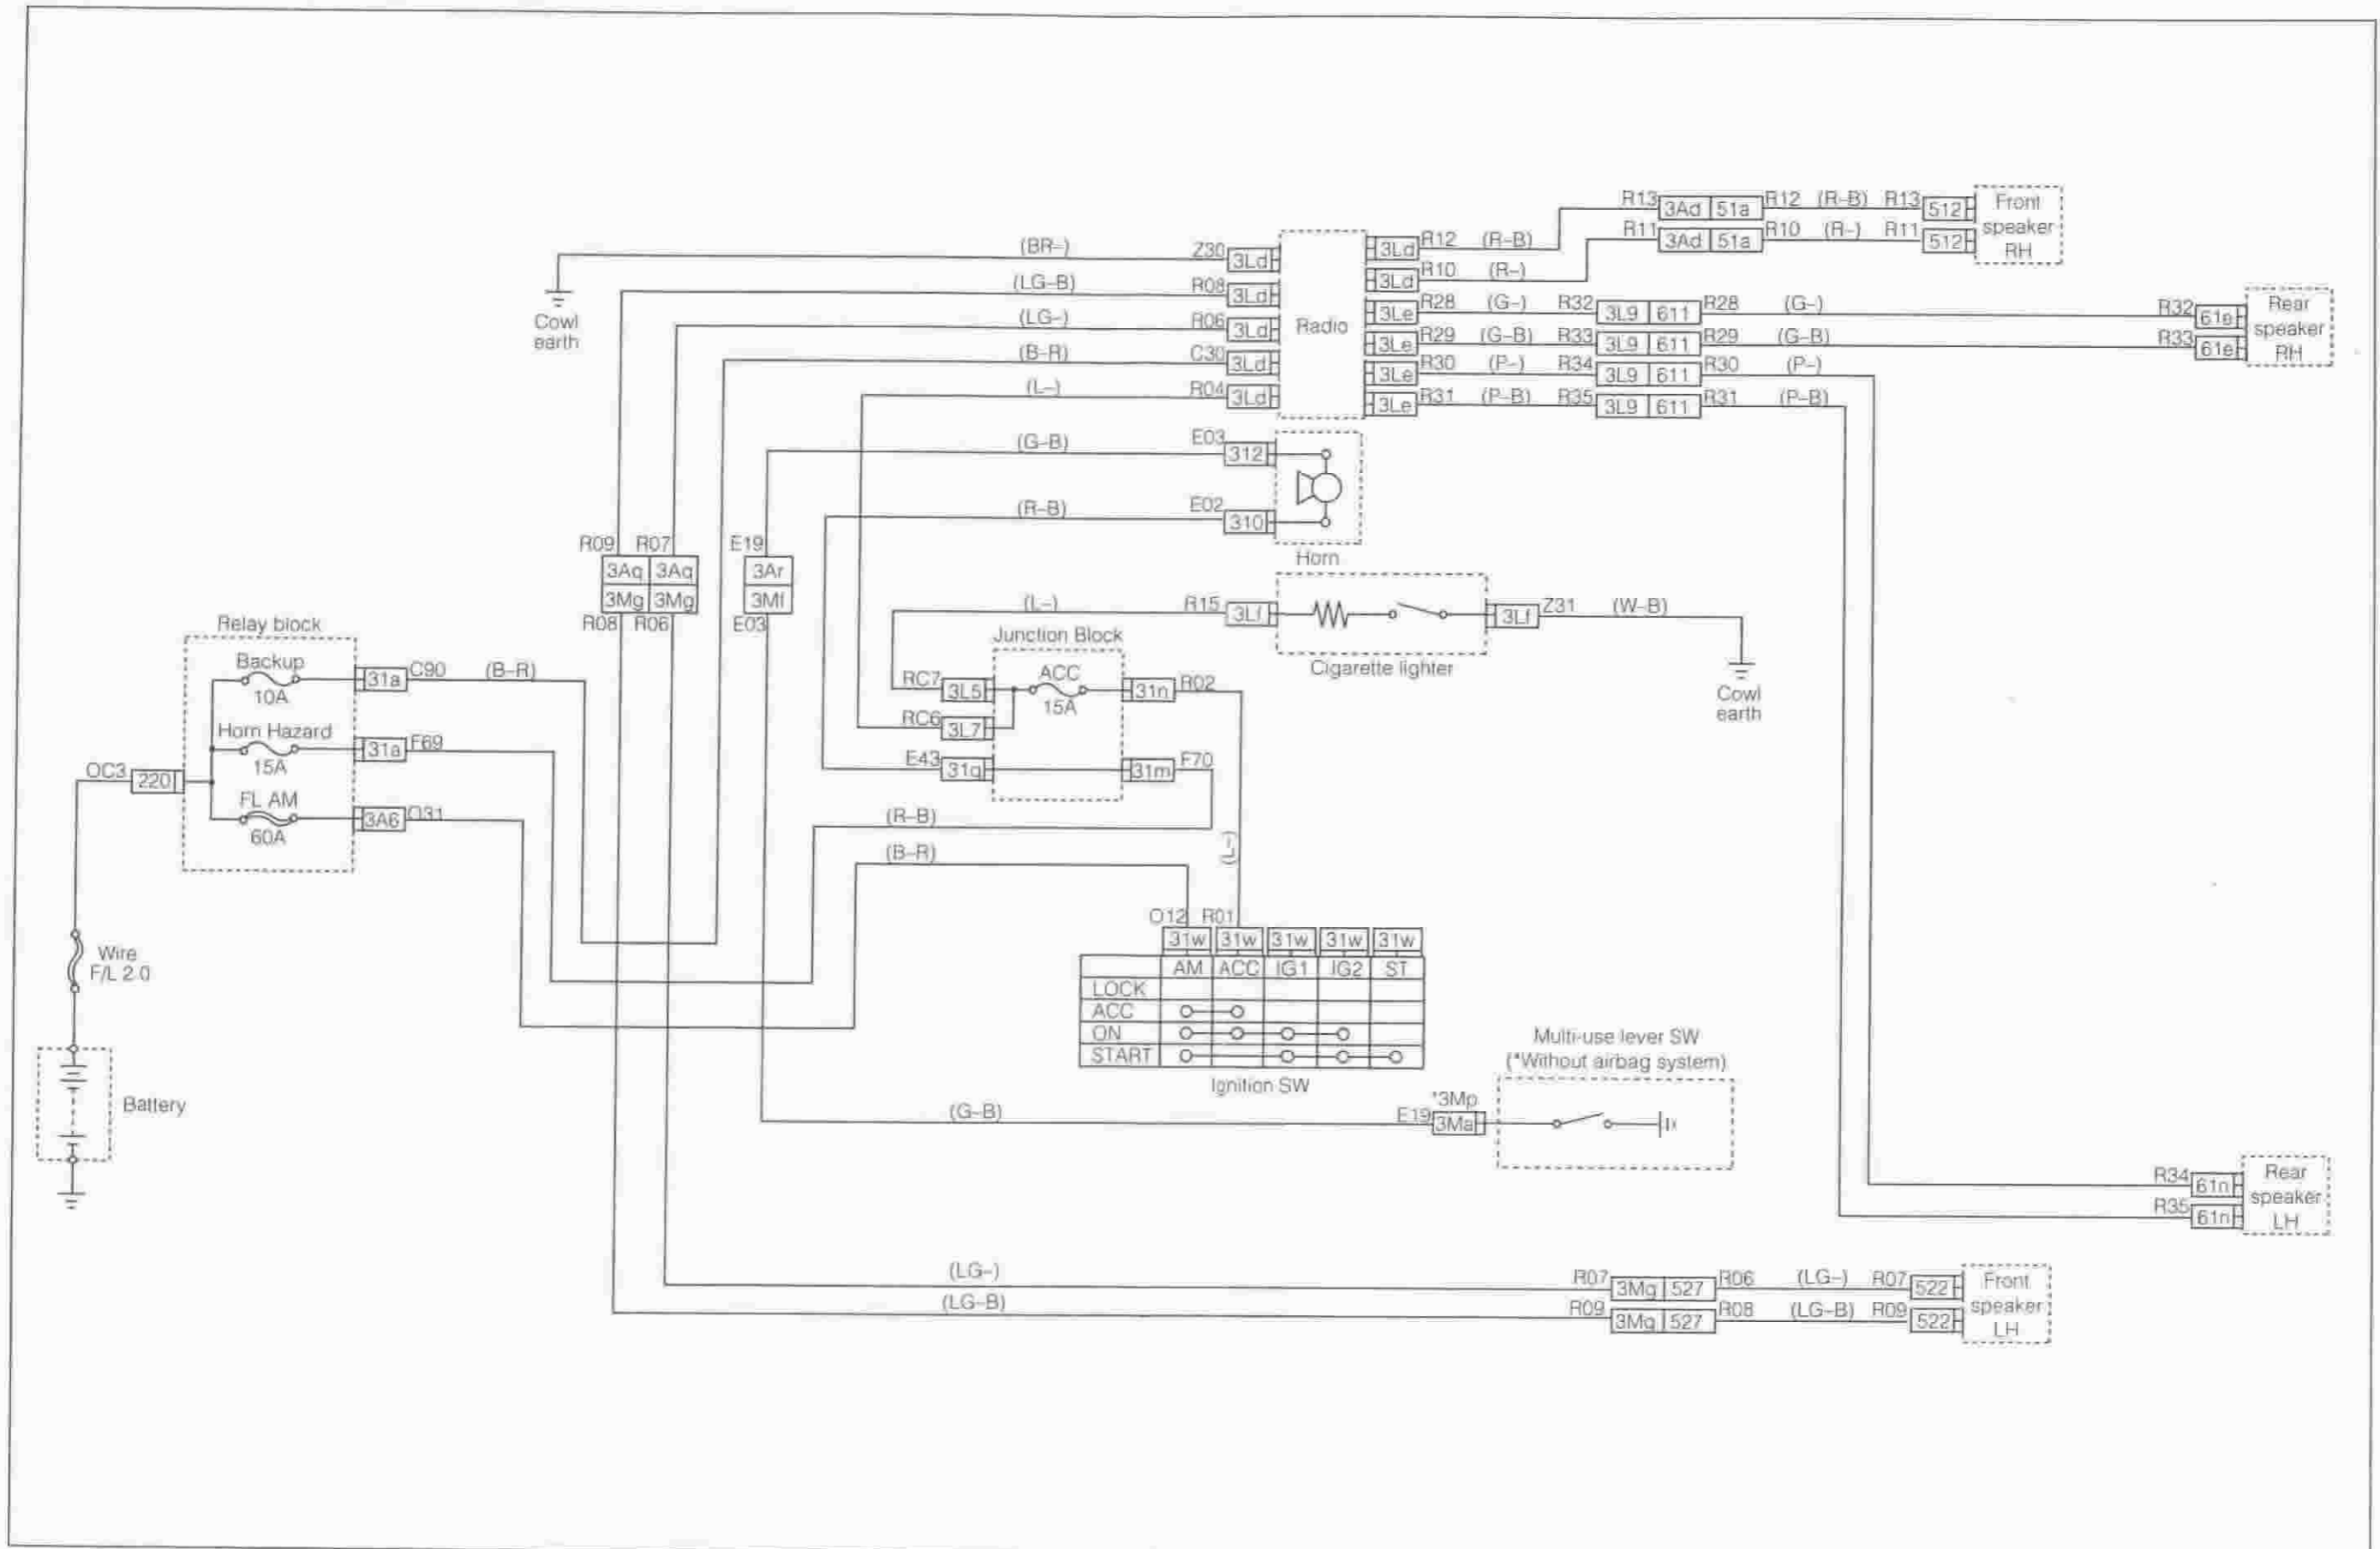 R13 3Ad 51a R12 (R–B) R13 512
Front speaker RH
R11 3Ad 51a R10 (R–) R11 512
(BR–) Z30 3Ld
Cowl earth
(LG–B) R08 3Ld
(LG–) R06 3Ld
(B–R) C30 3Ld
(L–) R04 3Ld
Radio
3Ld R12 (R–B)
3Ld R10 (R–)
3Le R28 (G–) R32 3L9 611 R28 (G–) R32 61e
3Le R29 (G–B) R33 3L9 611 R29 (G–B) R33 61e
Rear speaker RH
3Le R30 (P–) R34 3L9 611 R30 (P–)
3Le R31 (P–B) R35 3L9 611 R31 (P–B)
(G–B) E03 312
(R–B) E02 310
Horn
R09 R07 E19
3Aq 3Aq 3Ar
3Mg 3Mg 3Ml
R08 R06 E03
(L–) R15 3Lf
3Lf Z31 (W–B)
Cigarette lighter
Cowl earth
Relay block
Backup
10A
31a C90 (B–R)
Horn Hazard
15A
31a F69
FL AM
60A
3A6 O31
OC3 220
Junction Block
RC7 3L5
ACC
15A
31n R02
RC6 3L7
E43 31q
31m F70
(R–B)
(B–R)
(L–)
Wire
F/L 2.0
Battery
O12 R01
31w 31w 31w 31w 31w
AM ACC IG1 IG2 ST
LOCK
ACC
ON
START
Ignition SW
Multi-use lever SW
(*Without airbag system)
*3Mp
(G–B) E19 3Ma
R34 61n
R35 61n
Rear speaker LH
(LG–) R07 3Mg 527 R06 (LG–) R07 522
(LG–B) R09 3Mg 527 R08 (LG–B) R09 522
Front speaker LH